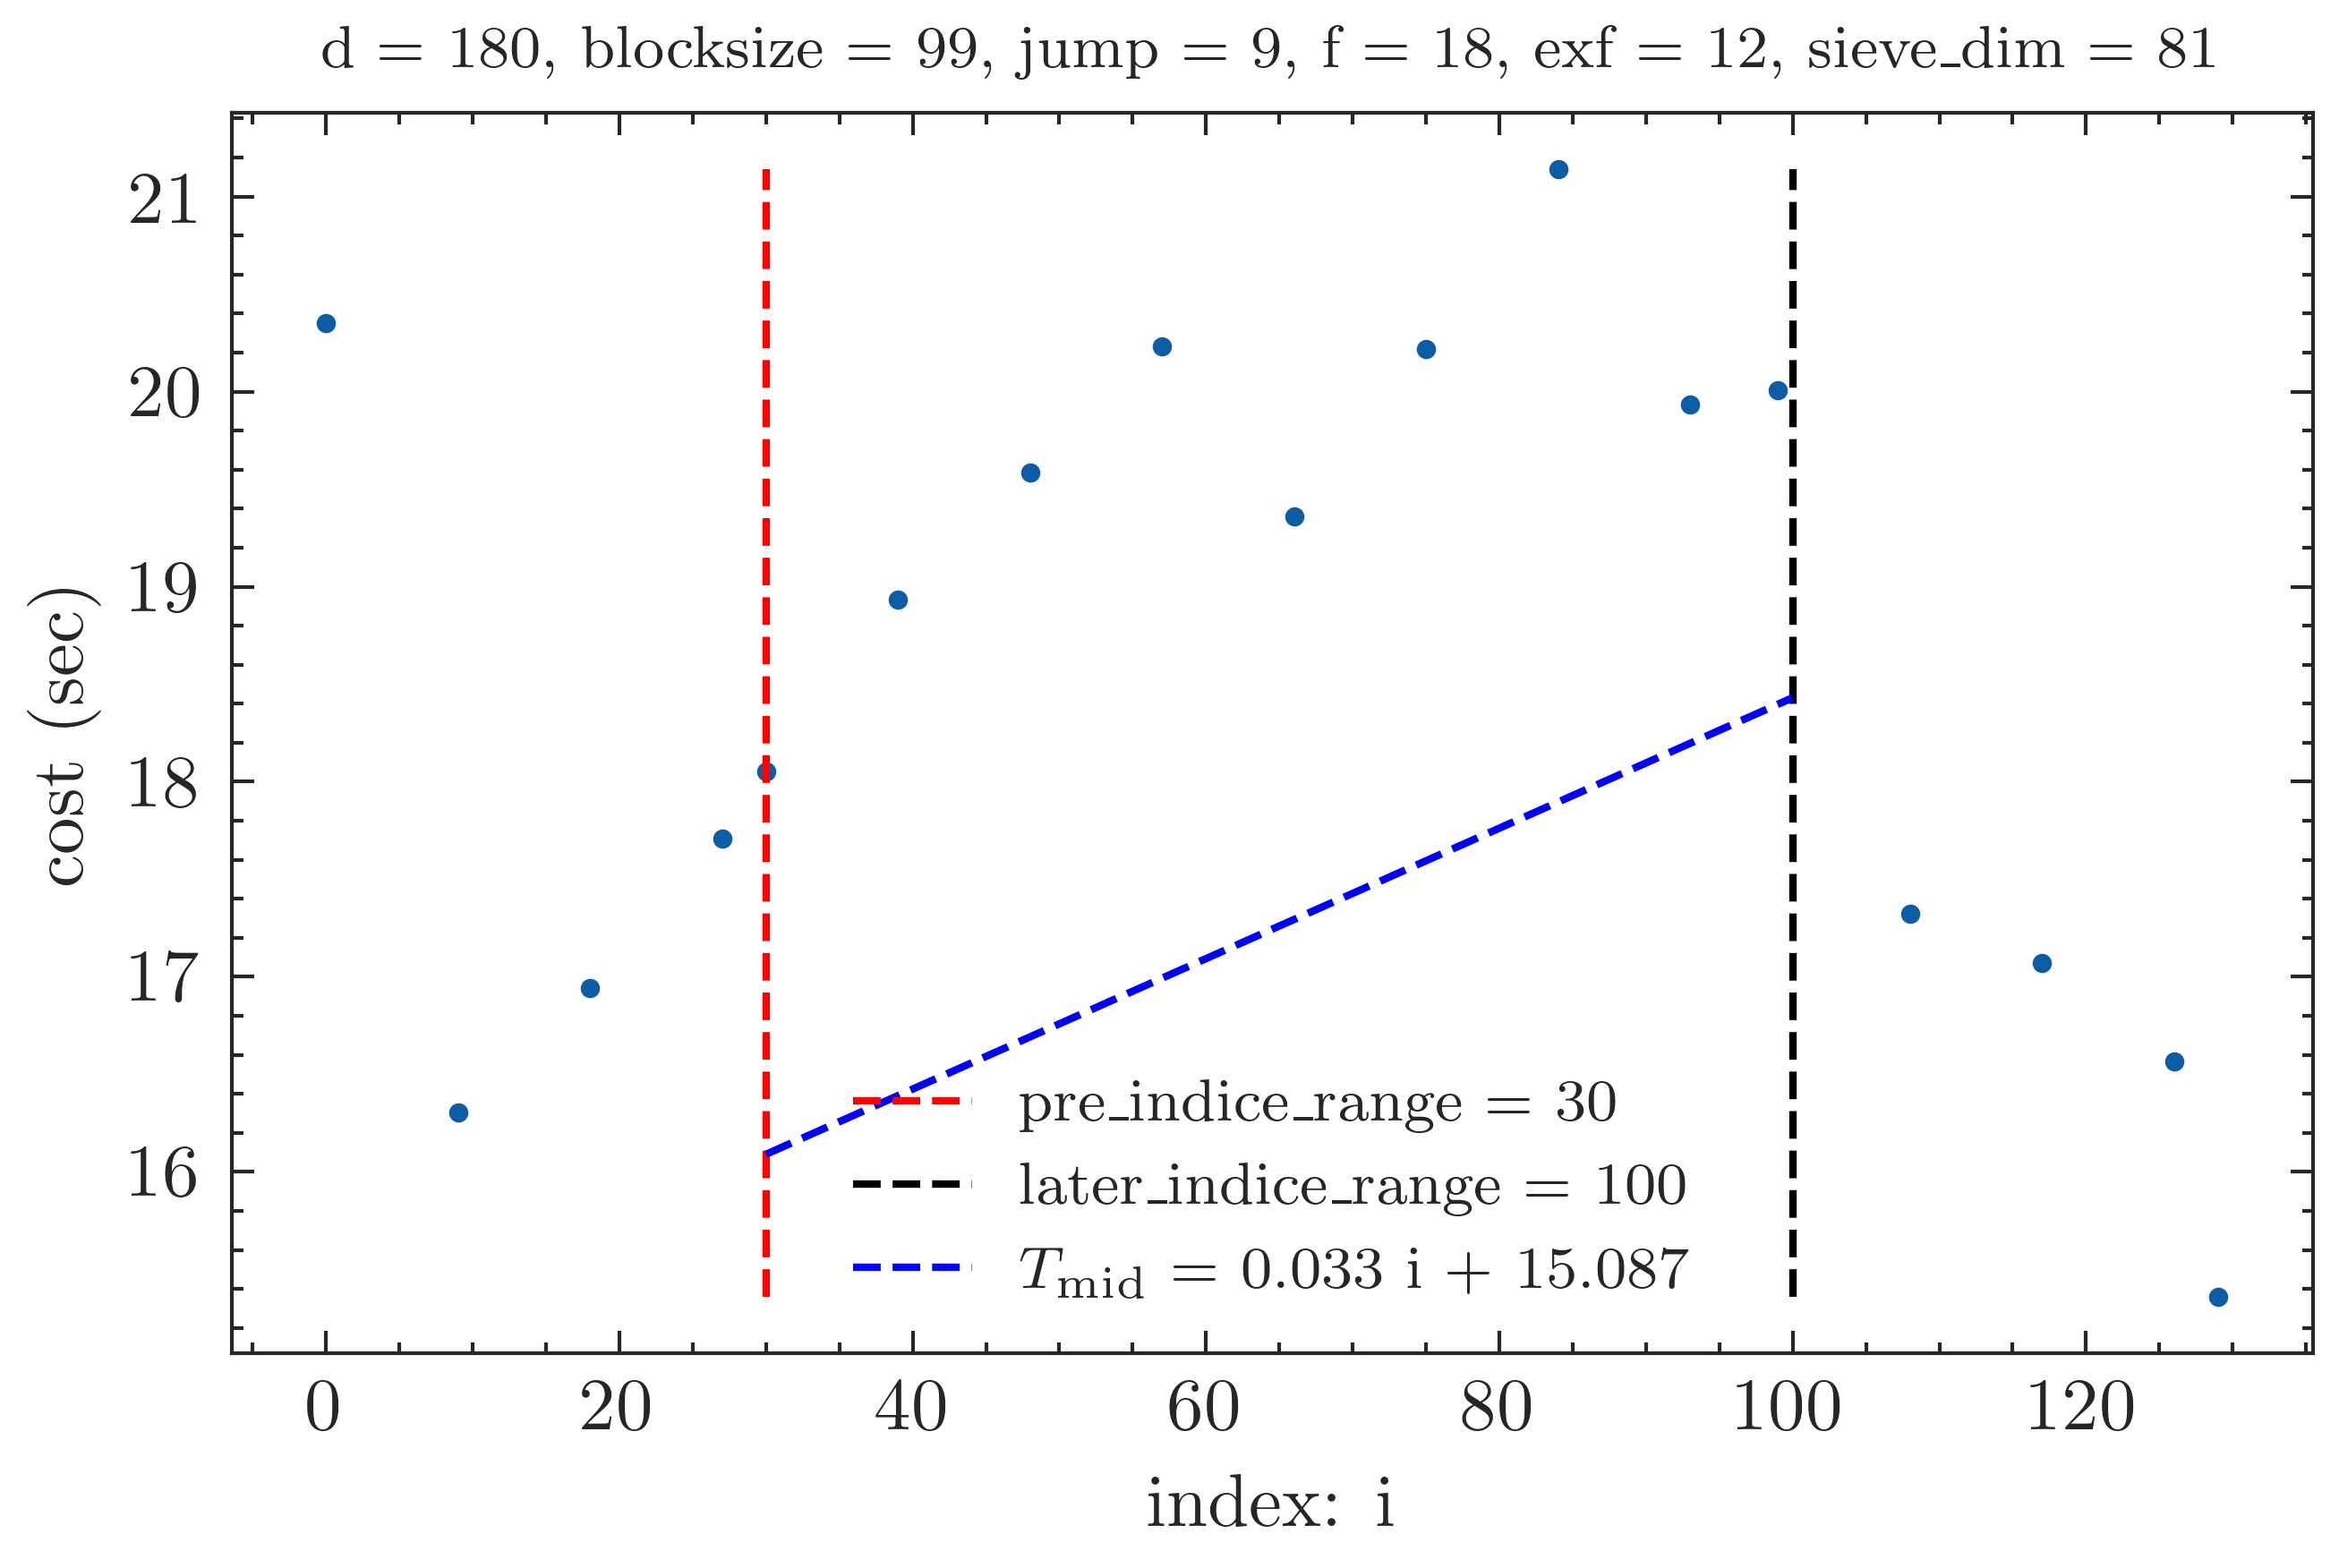 d = 180, blocksize = 99, jump = 9, f = 18, exf = 12, sieve_dim = 81
cost (sec)
21
20
19
18
17
16
pre_indice_range = 30
later_indice_range = 100
T_mid = 0.033 i + 15.087
0 20 40 60 80 100 120
index: i